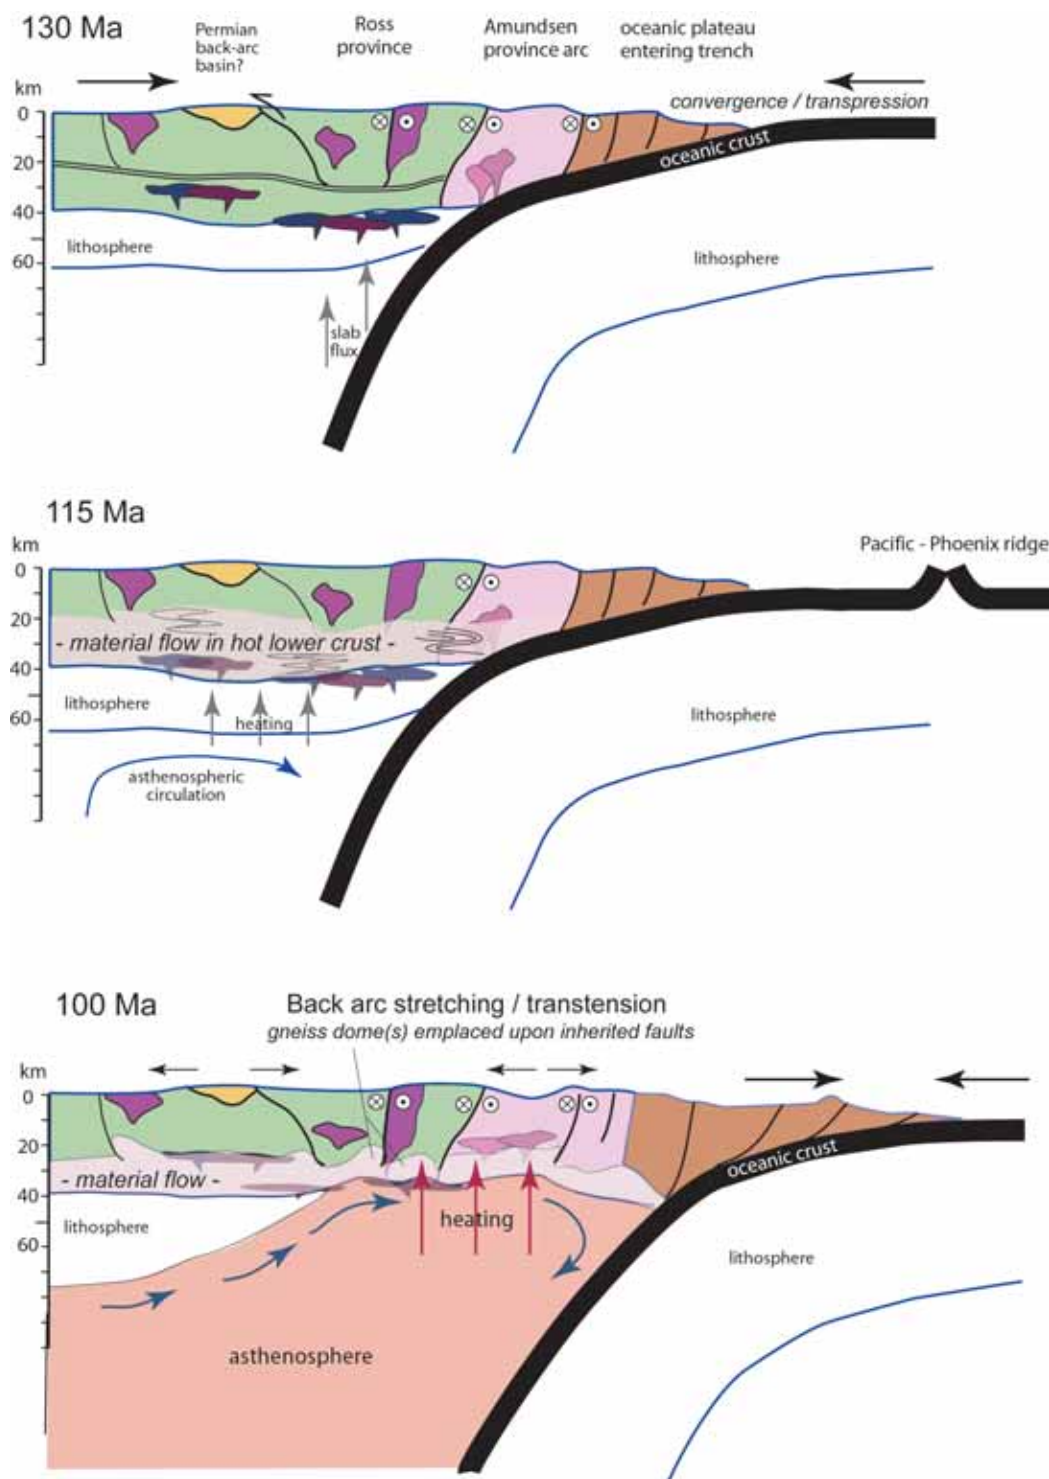 130 Ma
Permian
back-arc
basin?
Ross
province
Amundsen
province arc
oceanic plateau
entering trench
km
convergence / transpression
0
20
40
60
oceanic crust
lithosphere
lithosphere
slab
flux
115 Ma
km
Pacific - Phoenix ridge
0
20
- material flow in hot lower crust -
40
lithosphere
60
heating
lithosphere
asthenospheric
circulation
100 Ma
Back arc stretching / transtension
gneiss dome(s) emplaced upon inherited faults
km
0
20
oceanic crust
- material flow -
40
lithosphere
heating
60
lithosphere
asthenosphere